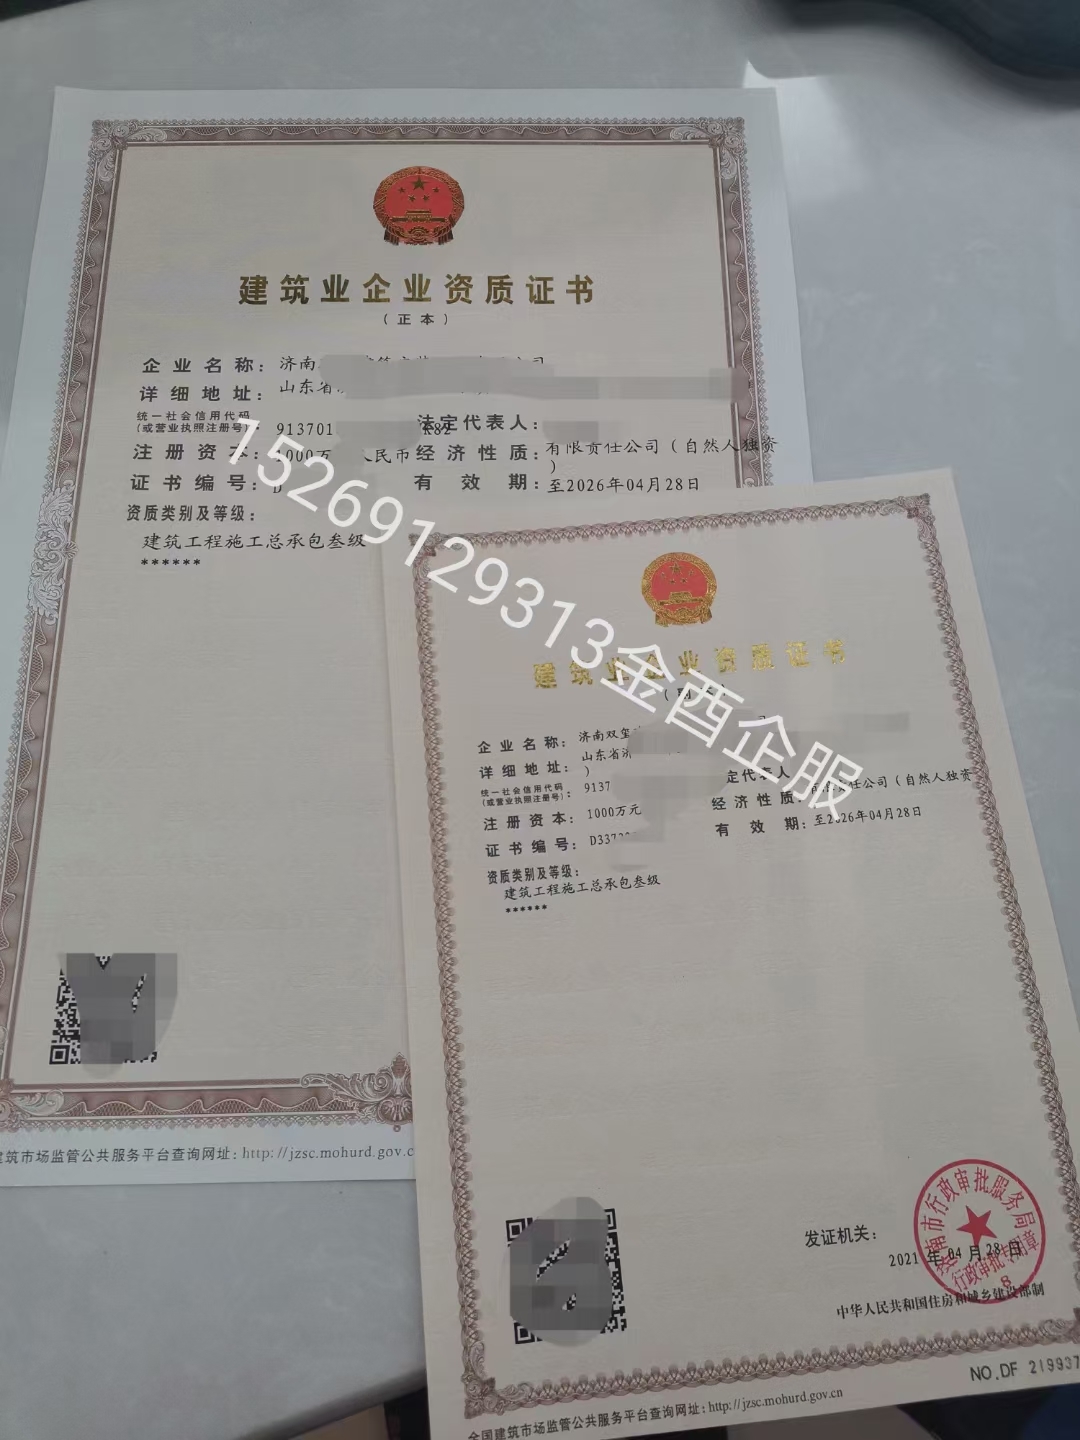 建筑业企业资质证书
（正本）
企业名称：济南
详细地址：山东省
统一社会信用代码
（或营业执照注册号）：913701 K82
法定代表人：
注册资本：1000万 人民币
经济性质：有限责任公司（自然人独资
）
证书编号：D
有效期：至2026年04月28日
资质类别及等级：
建筑工程施工总承包叁级
******
建筑市场监管公共服务平台查询网址：http://jzsc.mohurd.gov.c
15269129313金酉企服
建筑业企业资质证书
企业名称：济南双玺
详细地址：山东省济
）
统一社会信用代码
（或营业执照注册号）：9137
定代表人
注册资本：1000万元
经济性质：有限责任公司（自然人独资
证书编号：D337
有效期：至2026年04月28日
资质类别及等级：
建筑工程施工总承包叁级
******
济南市行政审批服务局
行政审批专用章
8
发证机关：
2021年04月28日
中华人民共和国住房和城乡建设部制
NO.DF 219937
全国建筑市场监管公共服务平台查询网址：http://jzsc.mohurd.gov.cn